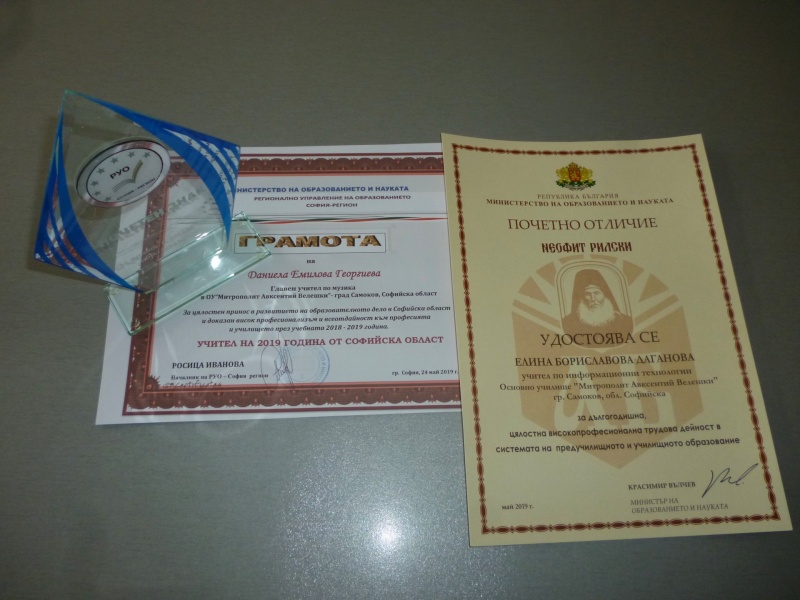 РУО
МИНИСТЕРСТВО НА ОБРАЗОВАНИЕТО И НАУКАТА
РЕГИОНАЛНО УПРАВЛЕНИЕ НА ОБРАЗОВАНИЕТО
СОФИЯ-РЕГИОН
ГРАМОТА
на
Даниела Емилова Георгиева
Главен учител по музика
в ОУ"Митрополит Авксентий Велешки"- град Самоков, Софийска област
За цялостен принос в развитието на образователното дело в Софийска област
и доказан висок професионализъм и всеотдайност към професията
и училището през учебната 2018 - 2019 година.
УЧИТЕЛ НА 2019 ГОДИНА ОТ СОФИЙСКА ОБЛАСТ
РОСИЦА ИВАНОВА
Началник на РУО – София регион
гр. София, 24 май 2019 г.
РЕПУБЛИКА БЪЛГАРИЯ
МИНИСТЕРСТВО НА ОБРАЗОВАНИЕТО И НАУКАТА
ПОЧЕТНО ОТЛИЧИЕ
НЕОФИТ РИЛСКИ
УДОСТОЯВА СЕ
ЕЛИНА БОРИСЛАВОВА ДАГАНОВА
учител по информационни технологии
Основно училище "Митрополит Авксентий Велешки"
гр. Самоков, обл. Софийска
за дългогодишна,
цялостна високопрофесионална трудова дейност в
системата на предучилищното и училищното образование
КРАСИМИР ВЪЛЧЕВ
МИНИСТЪР НА
ОБРАЗОВАНИЕТО И НАУКАТА
май 2019 г.